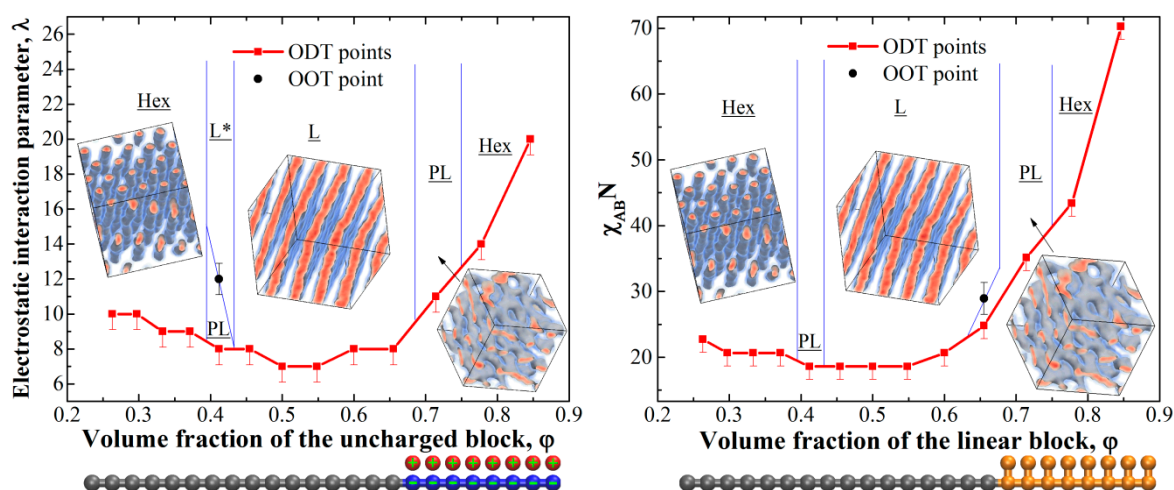 Electrostatic interaction parameter, λ
26
24
22
20
18
16
14
12
10
8
6
ODT points
OOT point
Hex
L*
L
PL
Hex
PL
0.2
0.3
0.4
0.5
0.6
0.7
0.8
0.9
Volume fraction of the uncharged block, φ
+ + + + + + + +
− − − − − − − −
χABN
70
60
50
40
30
20
ODT points
OOT point
Hex
L
Hex
PL
PL
0.2
0.3
0.4
0.5
0.6
0.7
0.8
0.9
Volume fraction of the linear block, φ